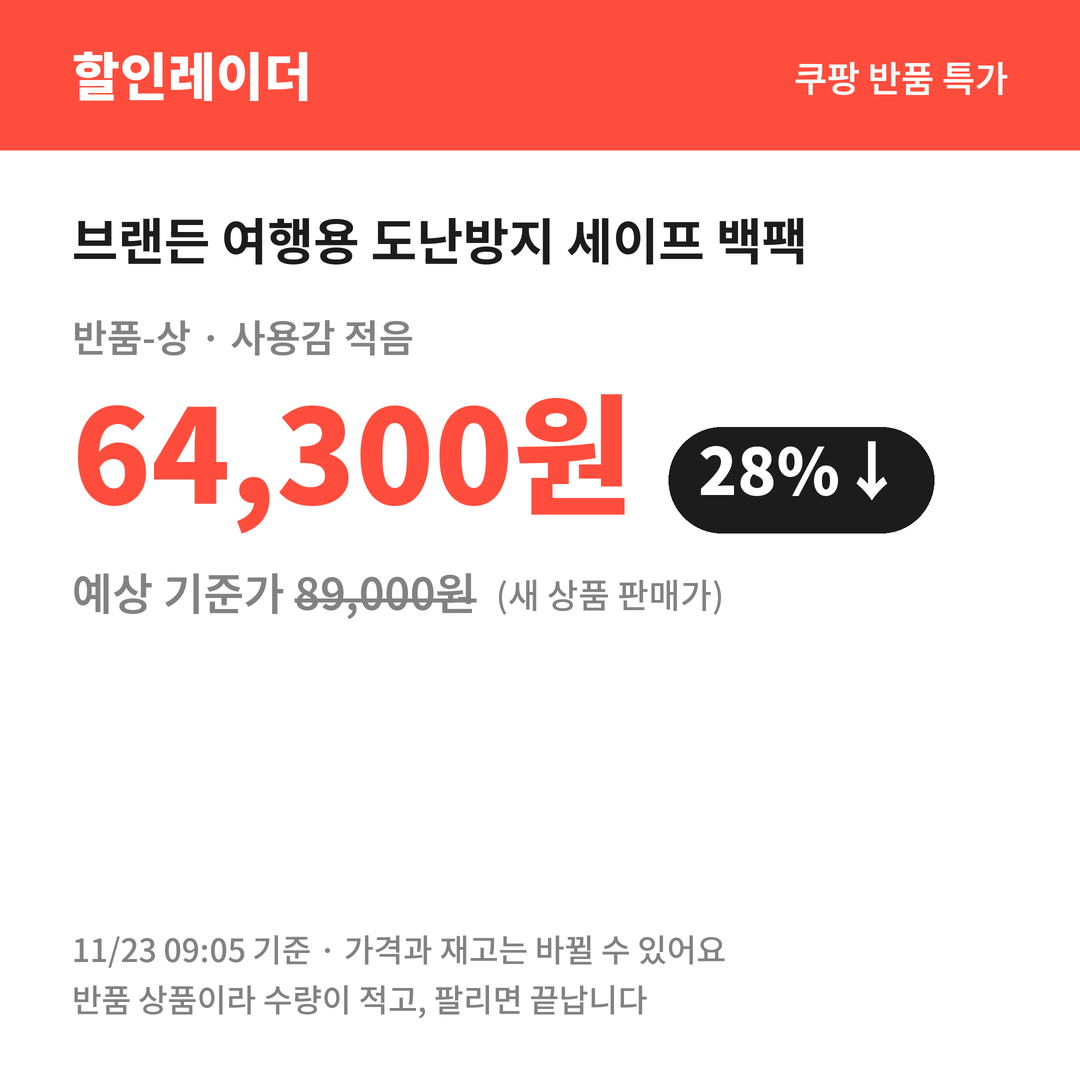 할인레이더
쿠팡 반품 특가
브랜든 여행용 도난방지 세이프 백팩
반품-상 · 사용감 적음
64,300원 28%↓
예상 기준가 89,000원 (새 상품 판매가)
11/23 09:05 기준 · 가격과 재고는 바뀔 수 있어요
반품 상품이라 수량이 적고, 팔리면 끝납니다